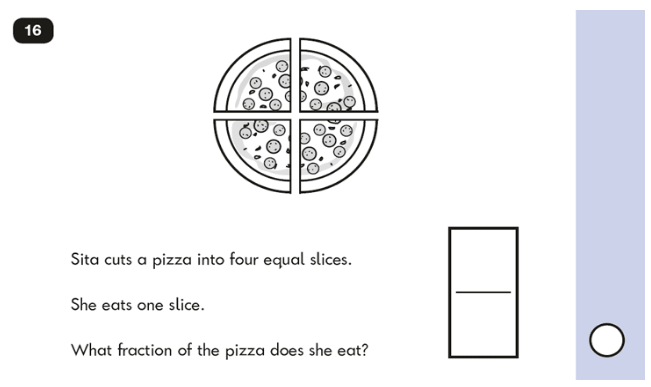 16
Sita cuts a pizza into four equal slices.
She eats one slice.
What fraction of the pizza does she eat?